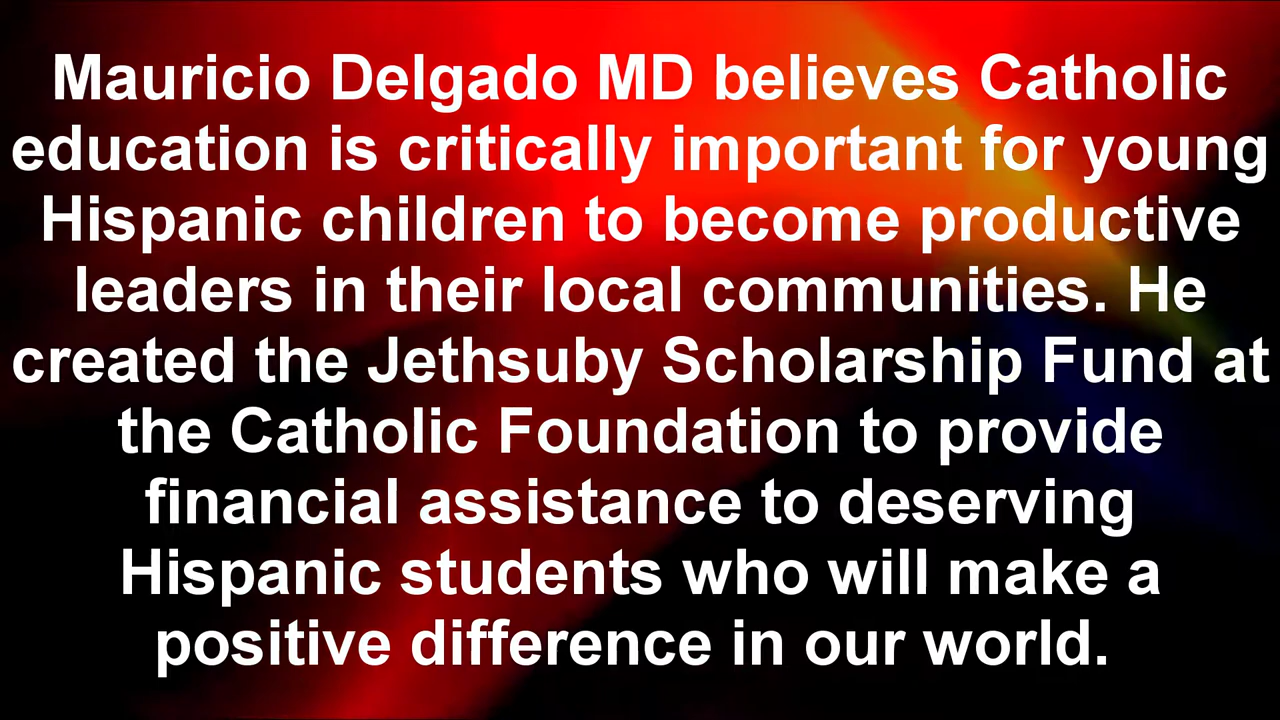 Mauricio Delgado MD believes Catholic
education is critically important for young
Hispanic children to become productive
leaders in their local communities. He
created the Jethsuby Scholarship Fund at
the Catholic Foundation to provide
financial assistance to deserving
Hispanic students who will make a
positive difference in our world.